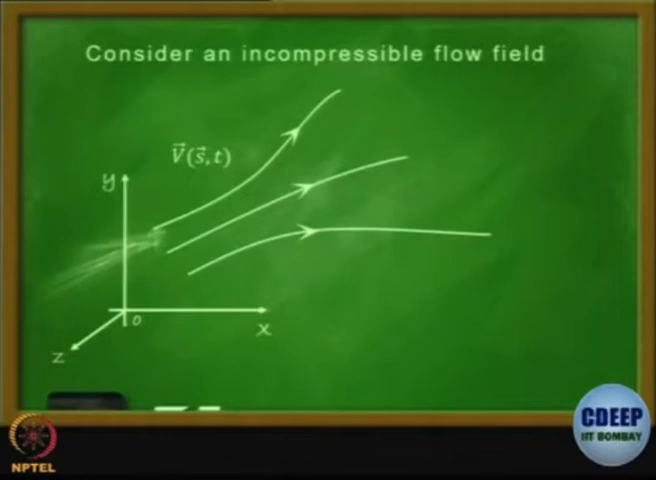 Consider an incompressible flow field
V⃗(s⃗,t)
y
o
x
z
NPTEL
CDEEP
IIT BOMBAY